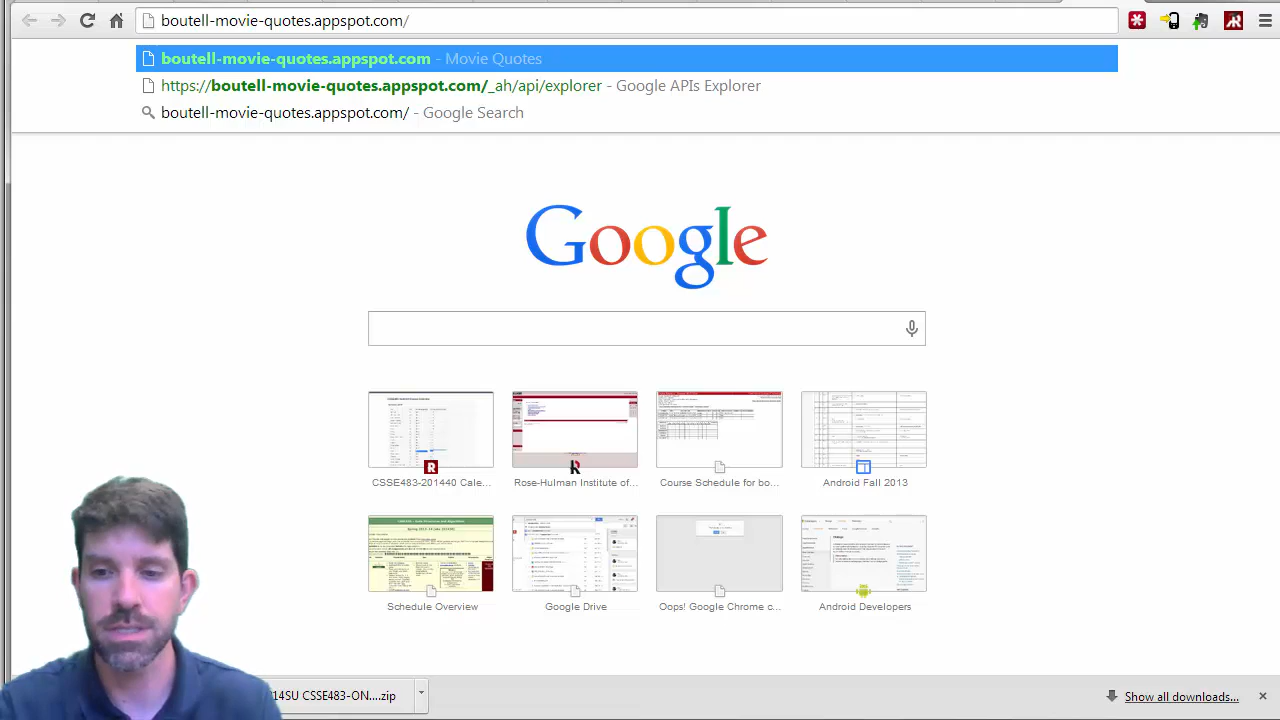 boutell-movie-quotes.appspot.com/
boutell-movie-quotes.appspot.com - Movie Quotes
https://boutell-movie-quotes.appspot.com/_ah/api/explorer - Google APIs Explorer
boutell-movie-quotes.appspot.com/ - Google Search
Google
CSSE483-201440 Cale...
Rose-Hulman Institute of...
Course Schedule for bo...
Android Fall 2013
Schedule Overview
Google Drive
Oops! Google Chrome c...
Android Developers
14SU CSSE483-ON....zip
Show all downloads...